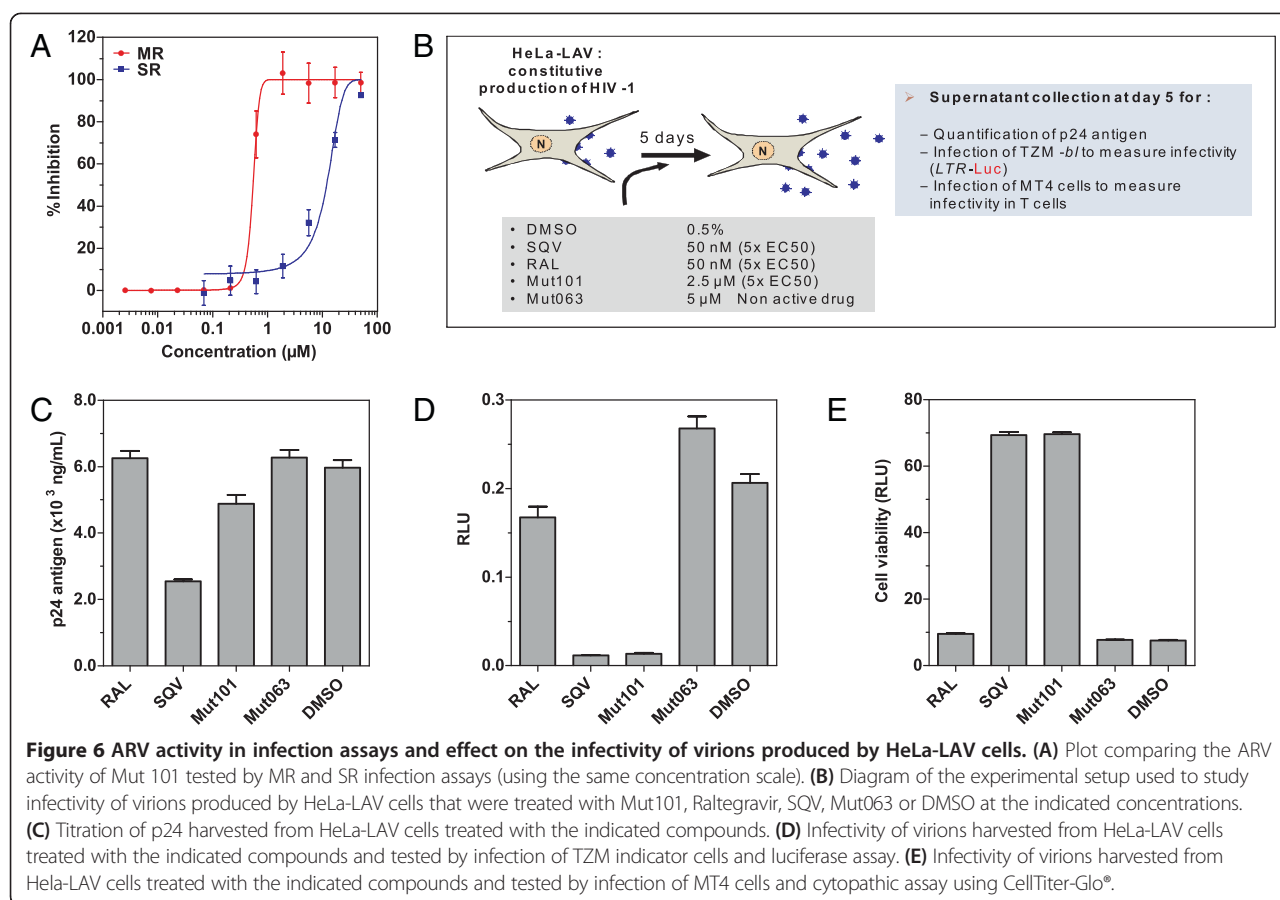 A
MR
SR
% Inhibition
120
100
80
60
40
20
0
0.001
0.01
0.1
1
10
100
Concentration (µM)
B
HeLa-LAV :
constitutive
production of HIV -1
N
5 days
N
• DMSO 0.5%
• SQV 50 nM (5x EC50)
• RAL 50 nM (5x EC50)
• Mut101 2.5 µM (5x EC50)
• Mut063 5 µM Non active drug
➢ Supernatant collection at day 5 for :
– Quantification of p24 antigen
– Infection of TZM -bl to measure infectivity
(LTR-Luc)
– Infection of MT4 cells to measure
infectivity in T cells
C
p24 antigen (x10³ ng/mL)
8.0
6.0
4.0
2.0
0.0
RAL
SQV
Mut101
Mut063
DMSO
D
RLU
0.3
0.2
0.1
0.0
RAL
SQV
Mut101
Mut063
DMSO
E
Cell viability (RLU)
80
60
40
20
0
RAL
SQV
Mut101
Mut063
DMSO
Figure 6 ARV activity in infection assays and effect on the infectivity of virions produced by HeLa-LAV cells. (A) Plot comparing the ARV
activity of Mut 101 tested by MR and SR infection assays (using the same concentration scale). (B) Diagram of the experimental setup used to study
infectivity of virions produced by HeLa-LAV cells that were treated with Mut101, Raltegravir, SQV, Mut063 or DMSO at the indicated concentrations.
(C) Titration of p24 harvested from HeLa-LAV cells treated with the indicated compounds. (D) Infectivity of virions harvested from HeLa-LAV cells
treated with the indicated compounds and tested by infection of TZM indicator cells and luciferase assay. (E) Infectivity of virions harvested from
Hela-LAV cells treated with the indicated compounds and tested by infection of MT4 cells and cytopathic assay using CellTiter-Glo®.